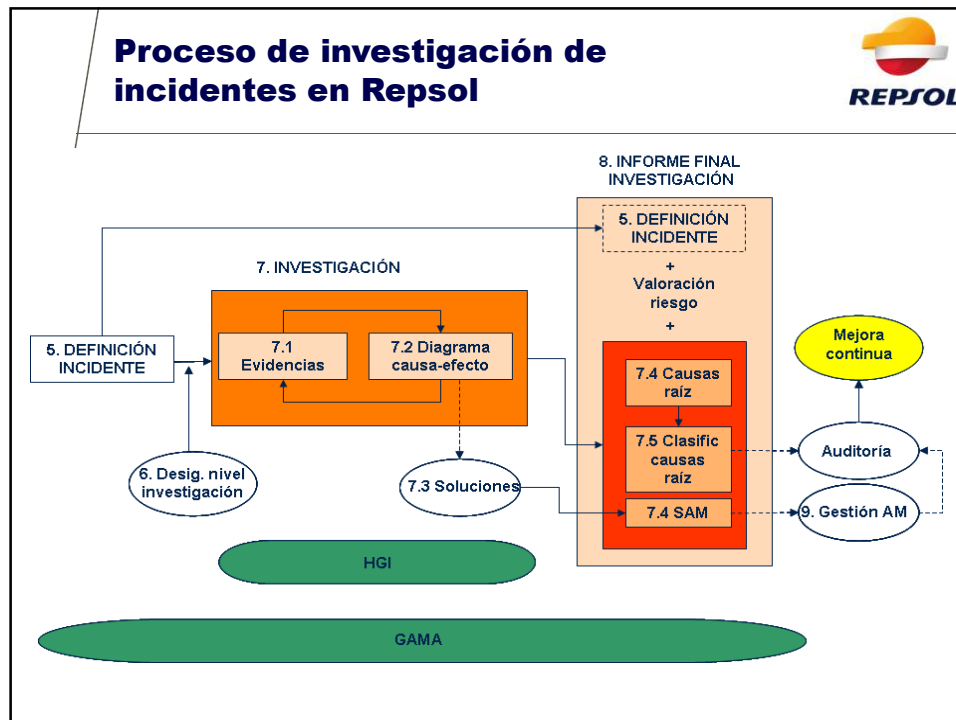 Proceso de investigación de
incidentes en Repsol
REPSOL
8. INFORME FINAL
INVESTIGACIÓN
5. DEFINICIÓN
INCIDENTE
+
Valoración
riesgo
+
7. INVESTIGACIÓN
5. DEFINICIÓN
INCIDENTE
7.1
Evidencias
7.2 Diagrama
causa-efecto
7.4 Causas
raíz
7.5 Clasific
causas
raíz
7.4 SAM
Mejora
continua
Auditoría
9. Gestión AM
6. Desig. nivel
investigación
7.3 Soluciones
HGI
GAMA